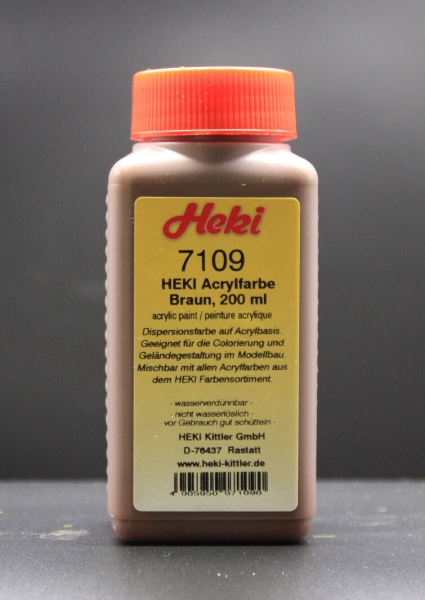 Heki
7109
HEKI Acrylfarbe
Braun, 200 ml
acrylic paint / peinture acrylique
Dispersionsfarbe auf Acrylbasis.
Geeignet für die Colorierung und
Geländegestaltung im Modellbau.
Mischbar mit allen Acrylfarben aus
dem HEKI Farbensortiment.
- wasserverdünnbar -
- nicht wasserlöslich -
- vor Gebrauch gut schütteln -
HEKI Kittler GmbH
D-76437 Rastatt
www.heki-kittler.de
4 005950 071090